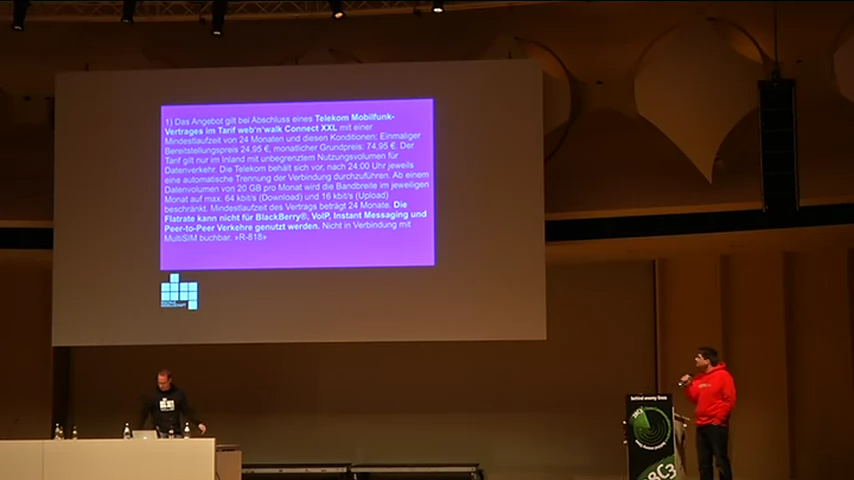 1) Das Angebot gilt bei Abschluss eines Telekom Mobilfunk-
Vertrages im Tarif web'n'walk Connect XXL mit einer
Mindestlaufzeit von 24 Monaten und diesen Konditionen: Einmaliger
Bereitstellungspreis 24,95 €, monatlicher Grundpreis: 74,95 €. Der
Tarif gilt nur im Inland mit unbegrenztem Nutzungsvolumen für
Datenverkehr. Die Telekom behält sich vor, nach 24:00 Uhr jeweils
eine automatische Trennung der Verbindung durchzuführen. Ab einem
Datenvolumen von 20 GB pro Monat wird die Bandbreite im jeweiligen
Monat auf max. 64 kbit/s (Download) und 16 kbit/s (Upload)
beschränkt. Mindestlaufzeit des Vertrags beträgt 24 Monate. Die
Flatrate kann nicht für BlackBerry®, VoIP, Instant Messaging und
Peer-to-Peer Verkehre genutzt werden. Nicht in Verbindung mit
MultiSIM buchbar. »R-818»
behind enemy lines
8C3